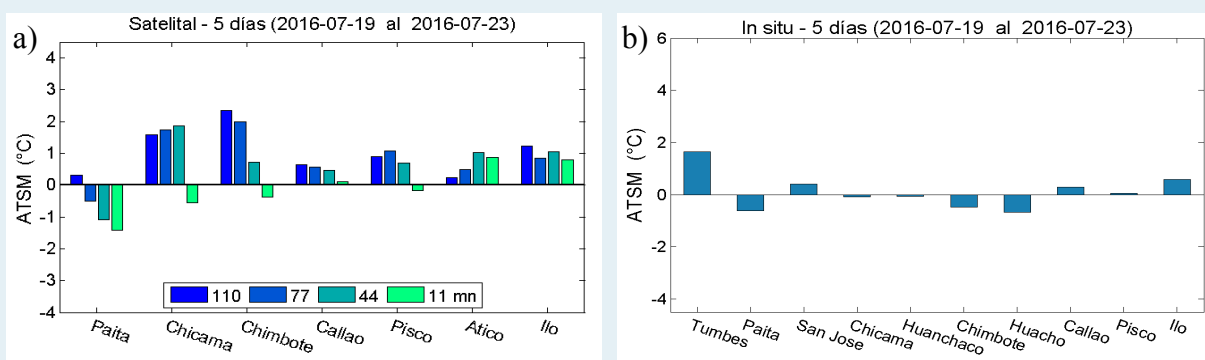 a)
Satelital - 5 días (2016-07-19 al 2016-07-23)
4
3
2
1
0
-1
-2
-3
-4
ATSM (°C)
110 77 44 11 mn
Paita Chicama Chimbote Callao Pisco Atico Ilo
b)
In situ - 5 días (2016-07-19 al 2016-07-23)
6
4
2
0
-2
-4
ATSM (°C)
Tumbes Paita San Jose Chicama Huanchaco Chimbote Huacho Callao Pisco Ilo